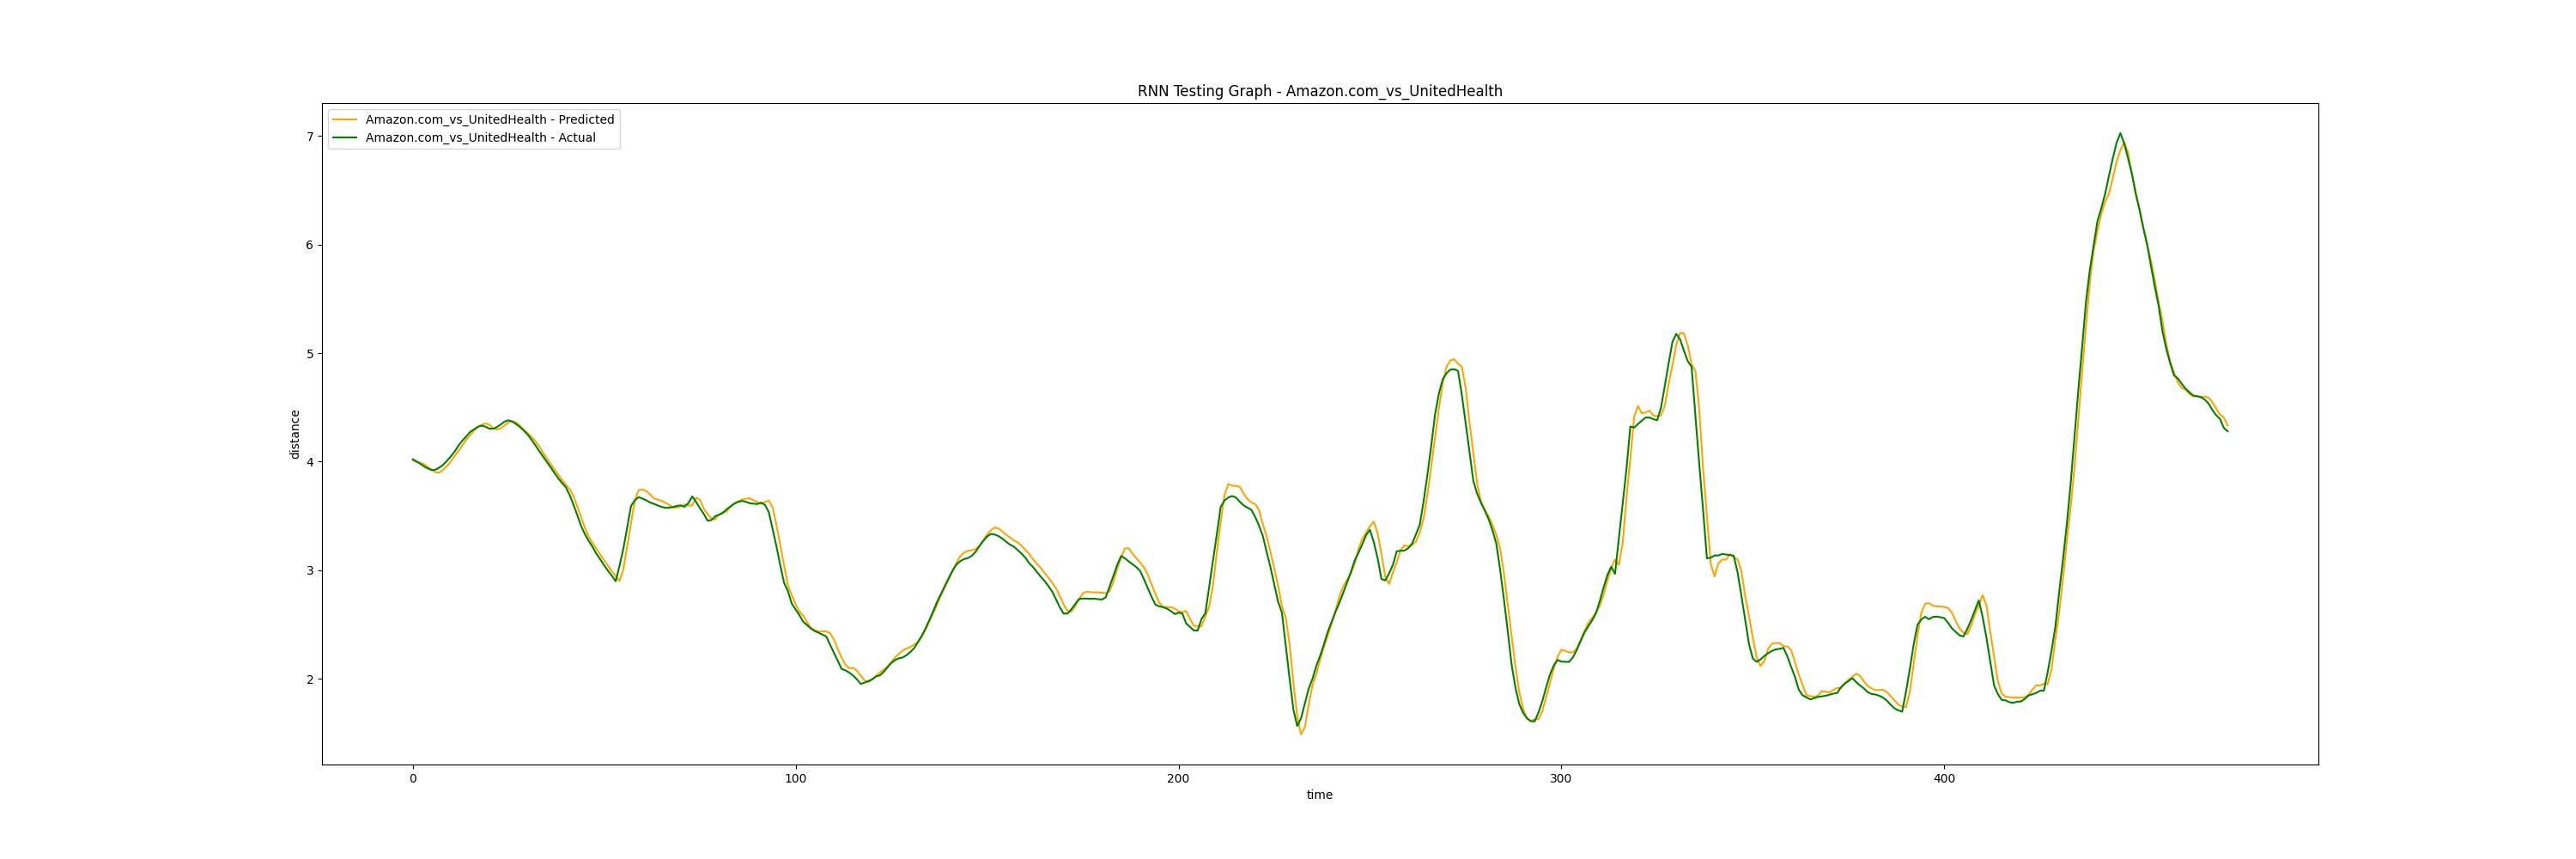 RNN Testing Graph - Amazon.com_vs_UnitedHealth
Amazon.com_vs_UnitedHealth - Predicted
Amazon.com_vs_UnitedHealth - Actual
7
6
5
4
3
2
distance
0 100 200 300 400
time